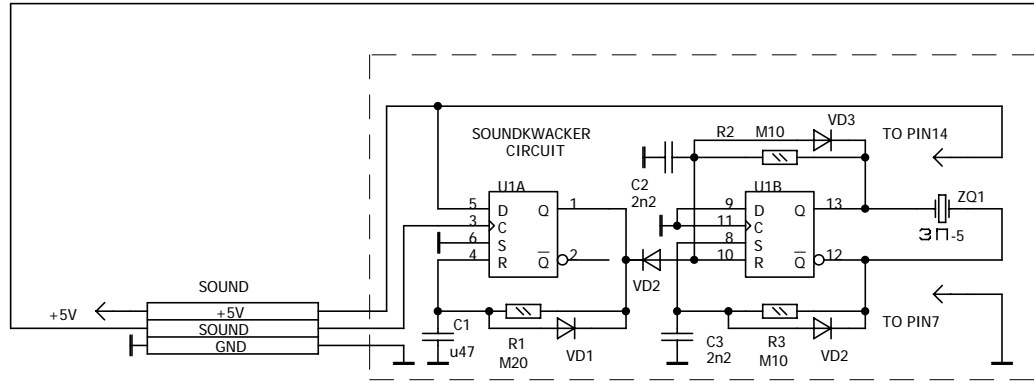 SOUNDKWACKER
CIRCUIT
R2 M10 VD3
TO PIN14
C2
2n2
U1A
5 D Q 1
3 C
6 S
4 R Q 2
U1B
9 D Q 13
11 C
8 S
10 R Q 12
ZQ1
ЗП-5
VD2
SOUND
+5V
+5V
SOUND
GND
C1
u47
R1
M20
VD1
C3
2n2
R3
M10
VD2
TO PIN7